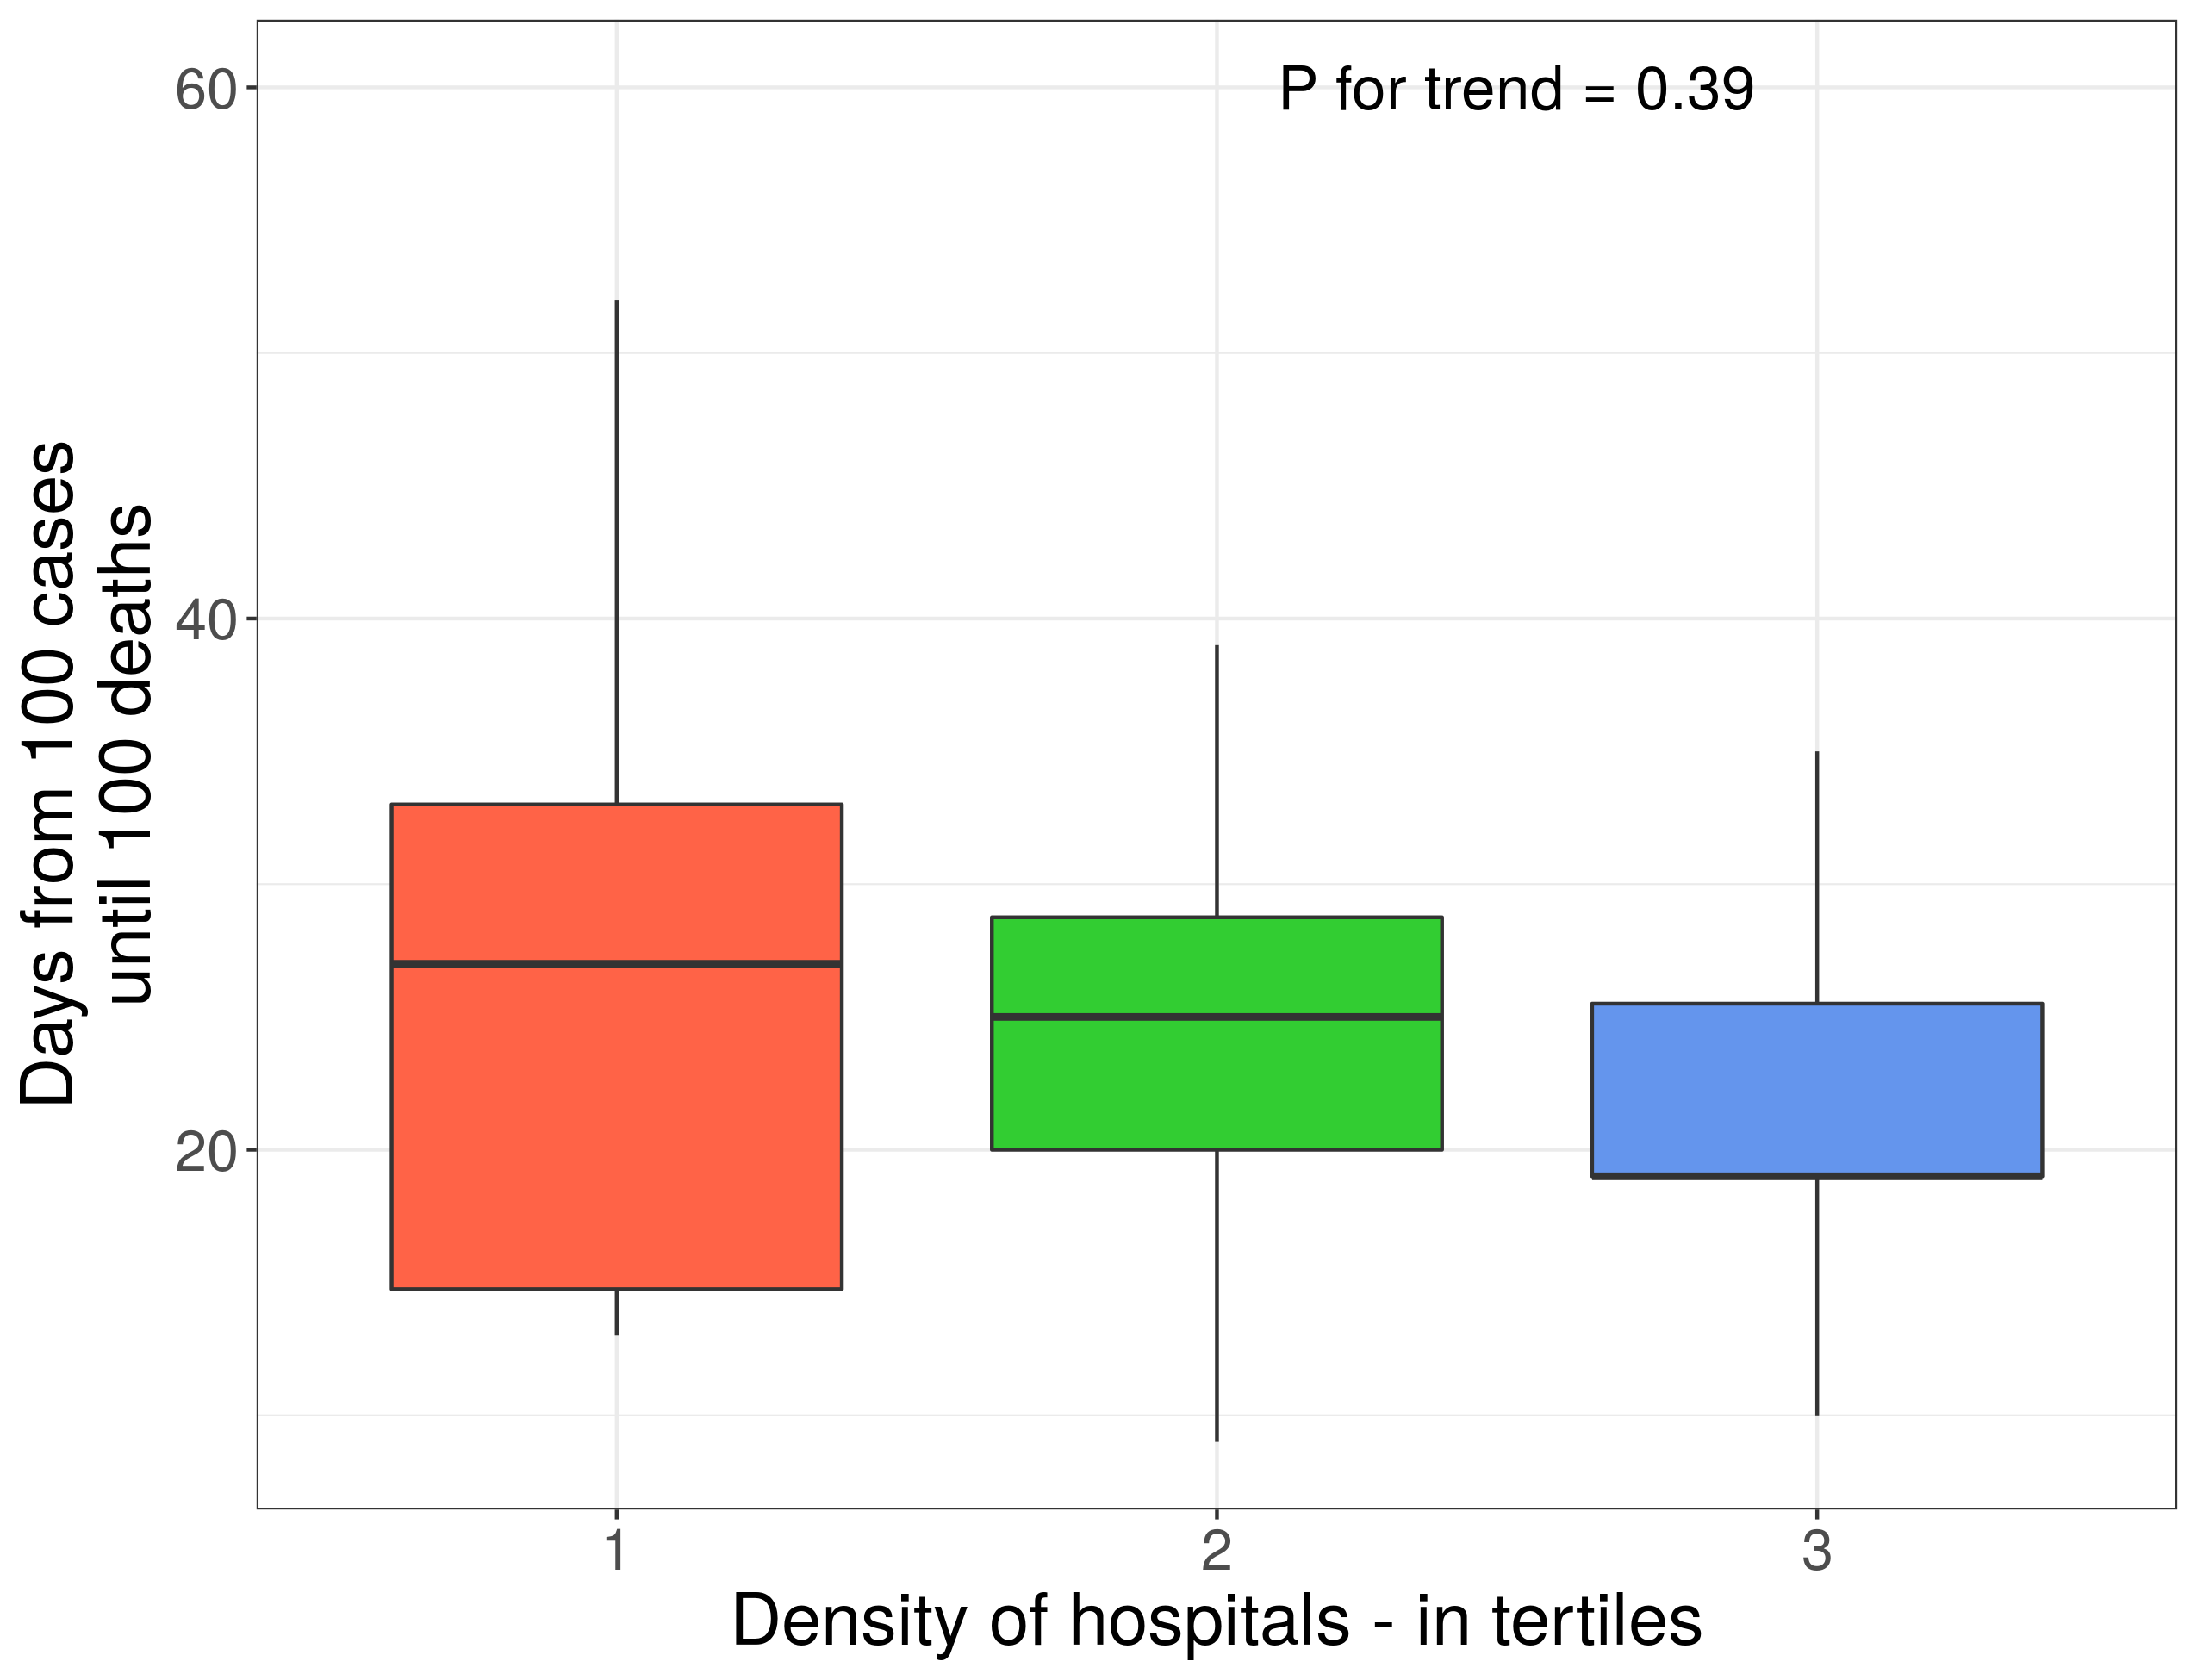 P for trend = 0.39
60
40
20
Days from 100 cases
until 100 deaths
1
2
3
Density of hospitals - in tertiles